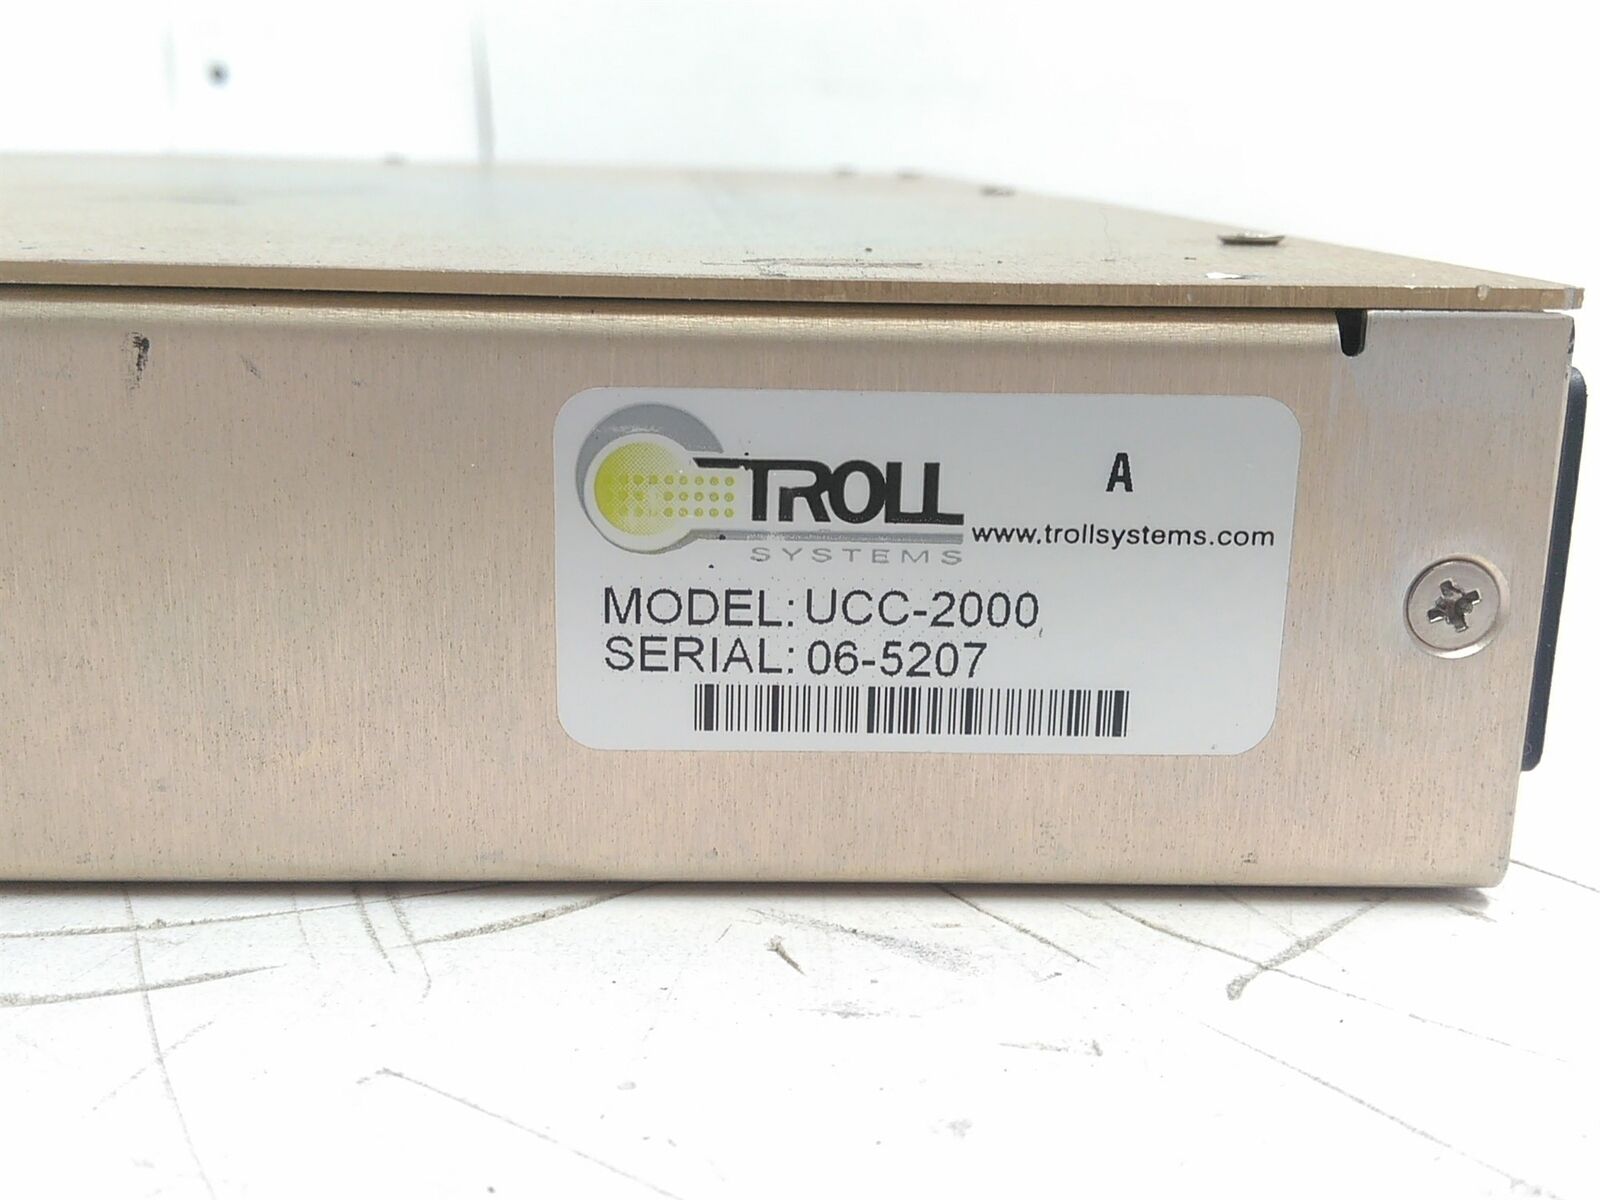 TROLL
SYSTEMS
A
www.trollsystems.com
MODEL: UCC-2000
SERIAL: 06-5207